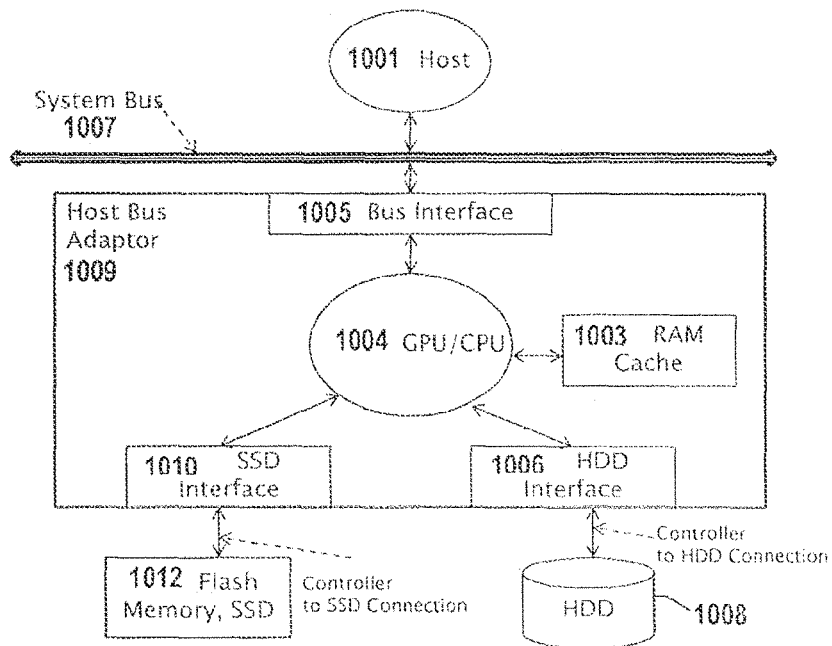 1001 Host
System Bus
1007
Host Bus
Adaptor
1009
1005 Bus Interface
1004 GPU/CPU
1003 RAM
Cache
1010 SSD
Interface
1006 HDD
Interface
Controller
to HDD Connection
1012 Flash
Memory, SSD
Controller
to SSD Connection
HDD
1008